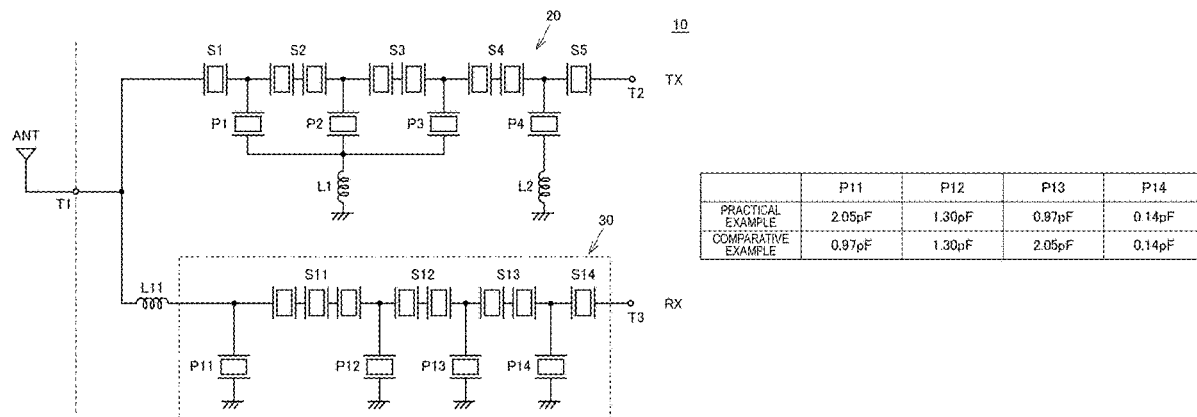 20
10
S1 S2 S3 S4 S5
T2 TX
P1 P2 P3 P4
ANT
T1
L1 L2
30
L11 S11 S12 S13 S14
T3 RX
P11 P12 P13 P14
P11 P12 P13 P14
PRACTICAL EXAMPLE 2.05pF 1.30pF 0.97pF 0.14pF
COMPARATIVE EXAMPLE 0.97pF 1.30pF 2.05pF 0.14pF